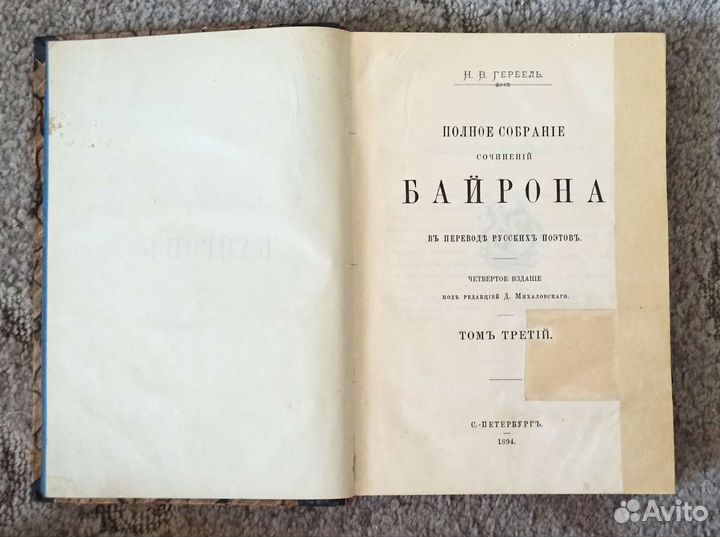 Н. В. ГЕРБЕЛЬ.
ПОЛНОЕ СОБРАНІЕ
СОЧИНЕНІЙ
БАЙРОНА
ВЪ ПЕРЕВОДѢ РУССКИХЪ ПОЭТОВЪ.
ЧЕТВЕРТОЕ ИЗДАНІЕ
ПОДЪ РЕДАКЦІЕЙ Д. МИХАЛОВСКАГО.
ТОМЪ ТРЕТІЙ.
С.-ПЕТЕРБУРГЪ.
1894.
Avito